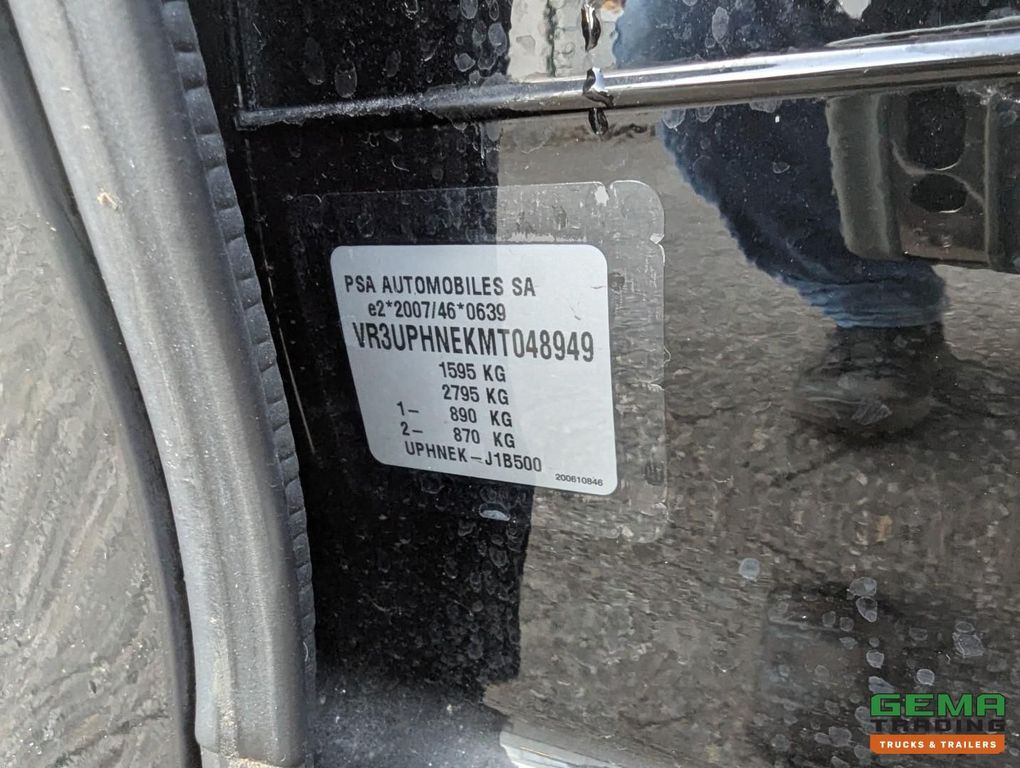 PSA AUTOMOBILES SA
e2*2007/46*0639
VR3UPHNEKMT048949
1595 KG
2795 KG
1- 890 KG
2- 870 KG
UPHNEK-J1B500
200610846
GEMA
TRADING
TRUCKS & TRAILERS